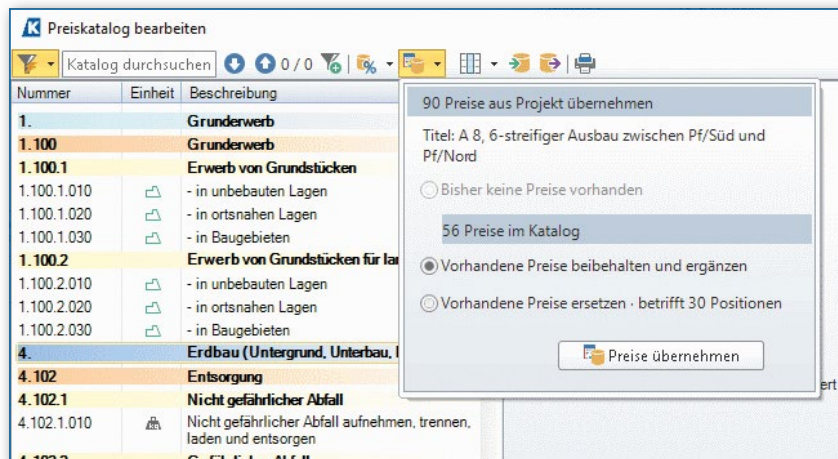 Preiskatalog bearbeiten
Katalog durchsuchen 0 / 0
Nummer Einheit Beschreibung
1. Grunderwerb
1.100 Grunderwerb
1.100.1 Erwerb von Grundstücken
1.100.1.010 - in unbebauten Lagen
1.100.1.020 - in ortsnahen Lagen
1.100.1.030 - in Baugebieten
1.100.2 Erwerb von Grundstücken für
1.100.2.010 - in unbebauten Lagen
1.100.2.020 - in ortsnahen Lagen
1.100.2.030 - in Baugebieten
4. Erdbau (Untergrund, Unterbau,
4.102 Entsorgung
4.102.1 Nicht gefährlicher Abfall
4.102.1.010 Nicht gefährlicher Abfall aufnehmen, trennen,
laden und entsorgen
90 Preise aus Projekt übernehmen
Titel: A 8, 6-streifiger Ausbau zwischen Pf/Süd und
Pf/Nord
Bisher keine Preise vorhanden
56 Preise im Katalog
Vorhandene Preise beibehalten und ergänzen
Vorhandene Preise ersetzen · betrifft 30 Positionen
Preise übernehmen